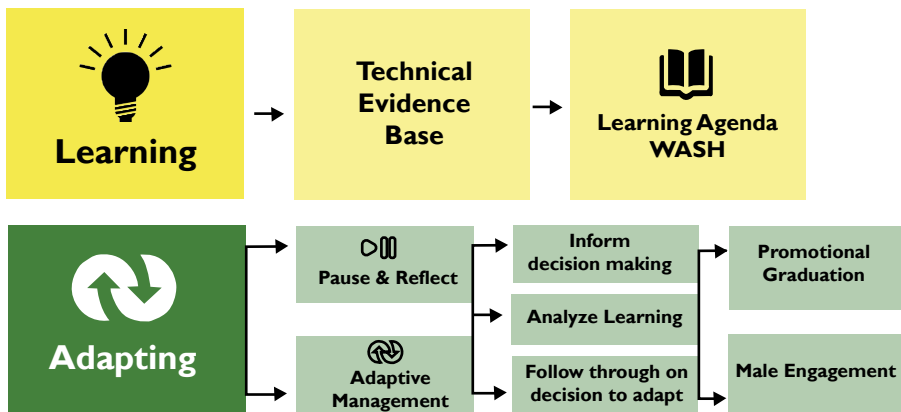 Learning
Technical
Evidence
Base
Learning Agenda
WASH
Adapting
Pause & Reflect
Adaptive
Management
Inform
decision making
Analyze Learning
Follow through on
decision to adapt
Promotional
Graduation
Male Engagement